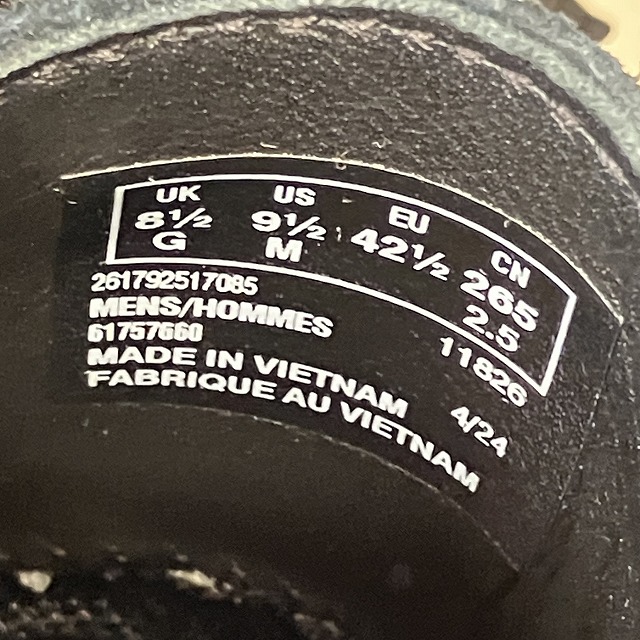 UK US EU CN
8½ 9½ 42½ 265
G M 2.5
261792517085
MENS/HOMMES 11826
61757660
MADE IN VIETNAM 4/24
FABRIQUE AU VIETNAM